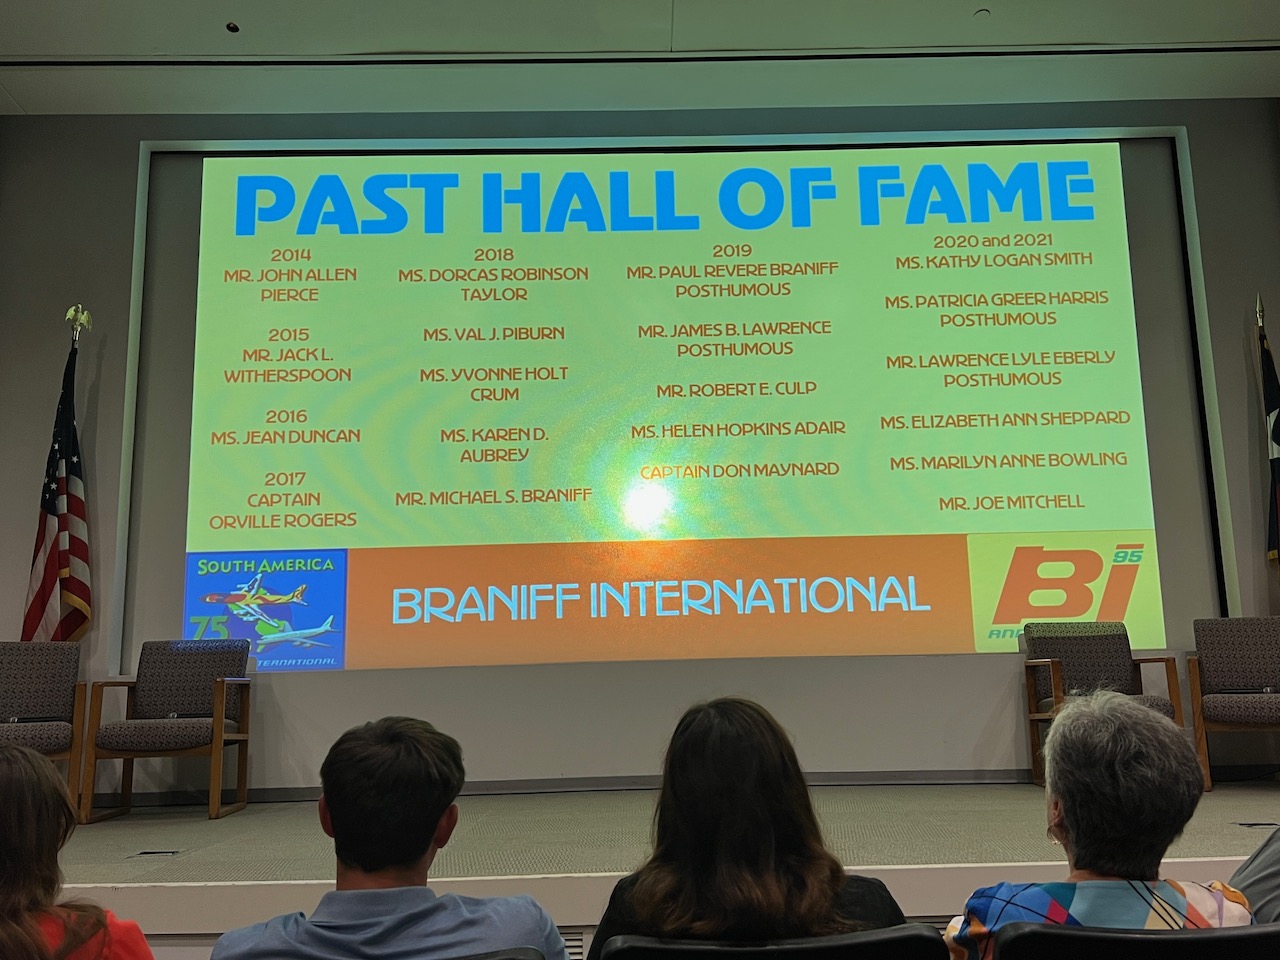 PAST HALL OF FAME
2014
MR. JOHN ALLEN
PIERCE
2015
MR. JACK L.
WITHERSPOON
2016
MS. JEAN DUNCAN
2017
CAPTAIN
ORVILLE ROGERS
2018
MS. DORCAS ROBINSON
TAYLOR
MS. VAL J. PIBURN
MS. YVONNE HOLT
CRUM
MS. KAREN D.
AUBREY
MR. MICHAEL S. BRANIFF
2019
MR. PAUL REVERE BRANIFF
POSTHUMOUS
MR. JAMES B. LAWRENCE
POSTHUMOUS
MR. ROBERT E. CULP
MS. HELEN HOPKINS ADAIR
CAPTAIN DON MAYNARD
2020 and 2021
MS. KATHY LOGAN SMITH
MS. PATRICIA GREER HARRIS
POSTHUMOUS
MR. LAWRENCE LYLE EBERLY
POSTHUMOUS
MS. ELIZABETH ANN SHEPPARD
MS. MARILYN ANNE BOWLING
MR. JOE MITCHELL
SOUTH AMERICA
75
BRANIFF INTERNATIONAL
BI
95